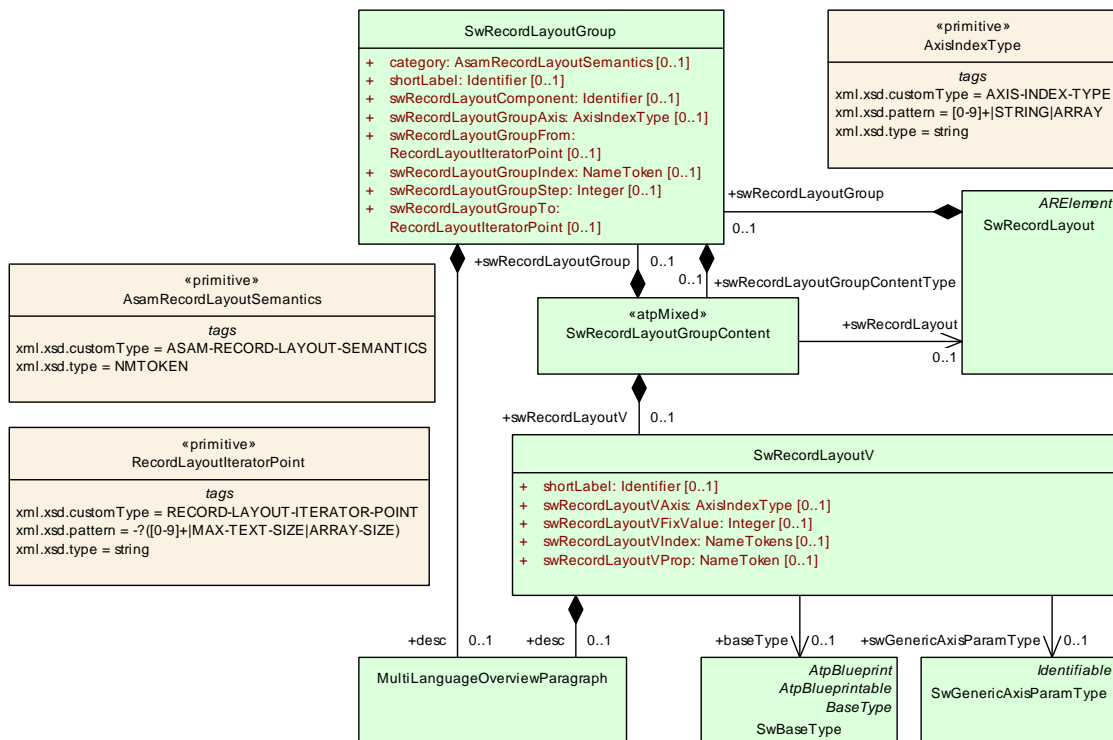 SwRecordLayoutGroup
+ category: AsamRecordLayoutSemantics [0..1]
+ shortLabel: Identifier [0..1]
+ swRecordLayoutComponent: Identifier [0..1]
+ swRecordLayoutGroupAxis: AxisIndexType [0..1]
+ swRecordLayoutGroupFrom:
RecordLayoutIteratorPoint [0..1]
+ swRecordLayoutGroupIndex: NameToken [0..1]
+ swRecordLayoutGroupStep: Integer [0..1]
+ swRecordLayoutGroupTo:
RecordLayoutIteratorPoint [0..1]
«primitive»
AxisIndexType
tags
xml.xsd.customType = AXIS-INDEX-TYPE
xml.xsd.pattern = [0-9]+|STRING|ARRAY
xml.xsd.type = string
+swRecordLayoutGroup
0..1
ARElement
SwRecordLayout
+swRecordLayoutGroup
0..1
0..1
+swRecordLayoutGroupContentType
«primitive»
AsamRecordLayoutSemantics
tags
xml.xsd.customType = ASAM-RECORD-LAYOUT-SEMANTICS
xml.xsd.type = NMTOKEN
«atpMixed»
SwRecordLayoutGroupContent
+swRecordLayout
0..1
+swRecordLayoutV
0..1
«primitive»
RecordLayoutIteratorPoint
tags
xml.xsd.customType = RECORD-LAYOUT-ITERATOR-POINT
xml.xsd.pattern = -?([0-9]+|MAX-TEXT-SIZE|ARRAY-SIZE)
xml.xsd.type = string
SwRecordLayoutV
+ shortLabel: Identifier [0..1]
+ swRecordLayoutVAxis: AxisIndexType [0..1]
+ swRecordLayoutVFixValue: Integer [0..1]
+ swRecordLayoutVIndex: NameTokens [0..1]
+ swRecordLayoutVProp: NameToken [0..1]
+desc
0..1
+desc
0..1
+baseType
0..1
+swGenericAxisParamType
0..1
MultiLanguageOverviewParagraph
AtpBlueprint
AtpBlueprintable
BaseType
SwBaseType
Identifiable
SwGenericAxisParamType